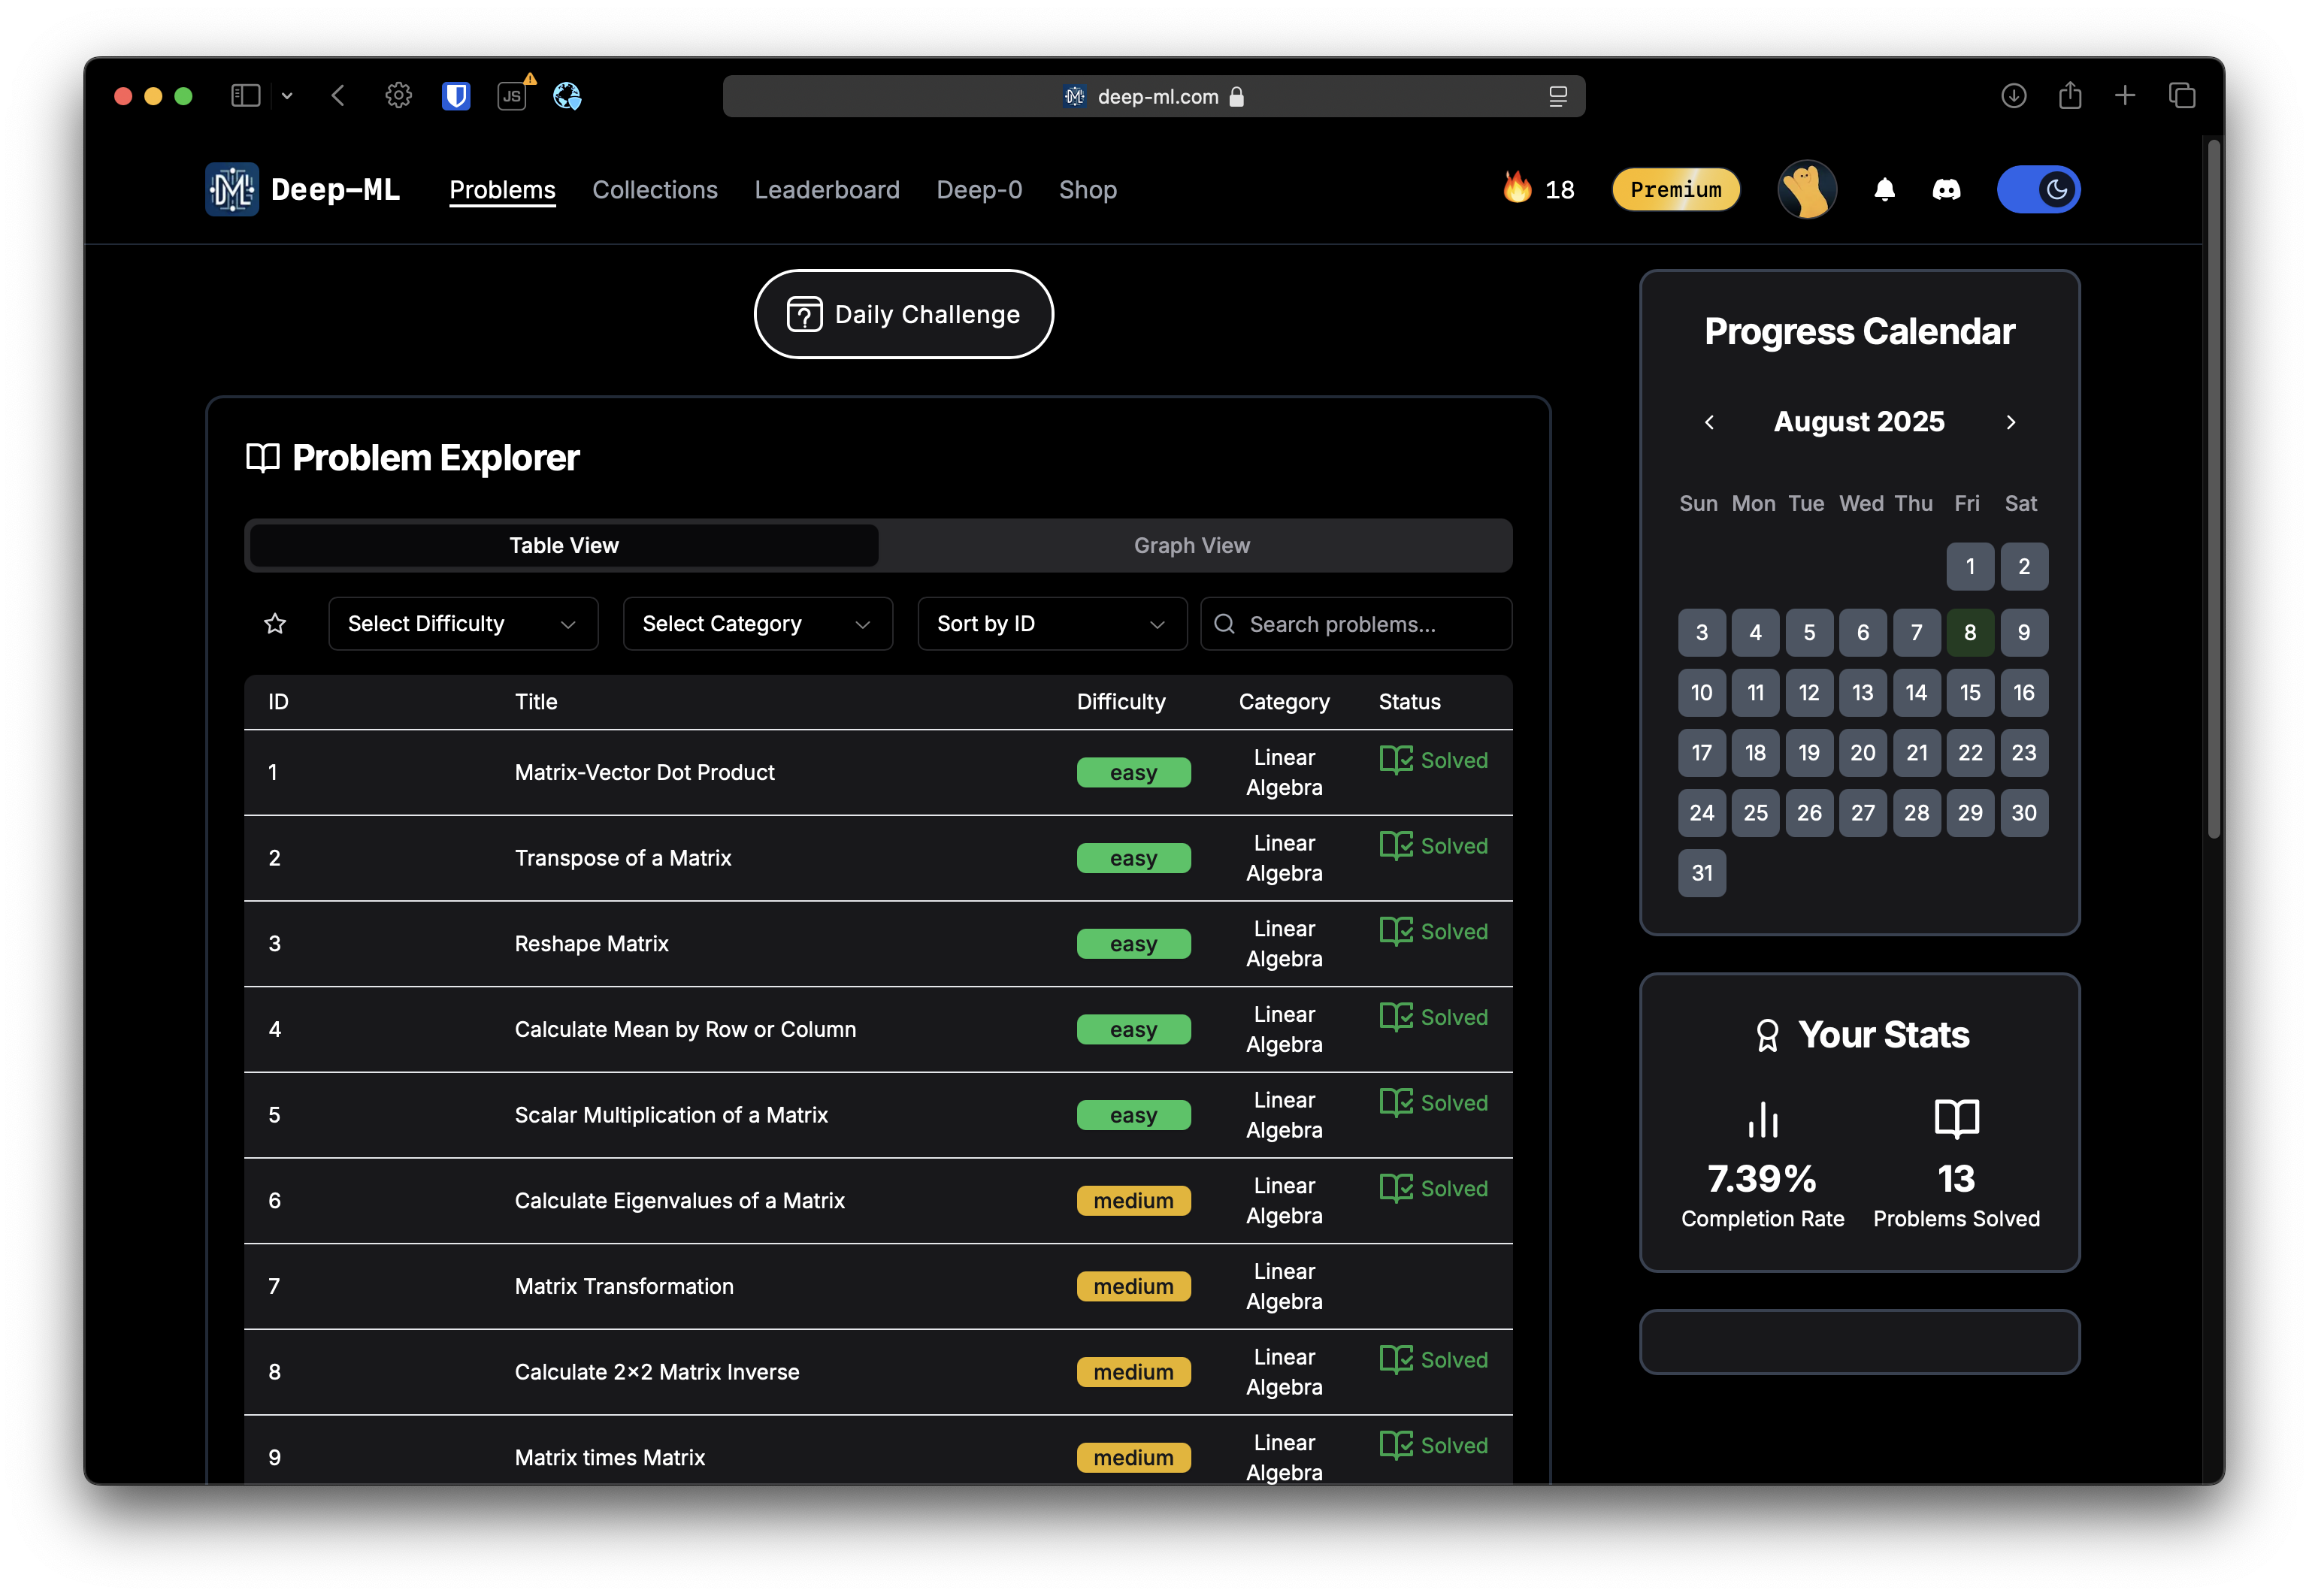 JS
deep-ml.com
Deep-ML
Problems
Collections
Leaderboard
Deep-0
Shop
18
Premium
Daily Challenge
Problem Explorer
Table View
Graph View
Select Difficulty
Select Category
Sort by ID
Search problems...
ID Title Difficulty Category Status
1 Matrix-Vector Dot Product easy Linear Algebra Solved
2 Transpose of a Matrix easy Linear Algebra Solved
3 Reshape Matrix easy Linear Algebra Solved
4 Calculate Mean by Row or Column easy Linear Algebra Solved
5 Scalar Multiplication of a Matrix easy Linear Algebra Solved
6 Calculate Eigenvalues of a Matrix medium Linear Algebra Solved
7 Matrix Transformation medium Linear Algebra
8 Calculate 2x2 Matrix Inverse medium Linear Algebra Solved
9 Matrix times Matrix medium Linear Algebra Solved
Progress Calendar
August 2025
Sun Mon Tue Wed Thu Fri Sat
1 2
3 4 5 6 7 8 9
10 11 12 13 14 15 16
17 18 19 20 21 22 23
24 25 26 27 28 29 30
31
Your Stats
7.39%
Completion Rate
13
Problems Solved